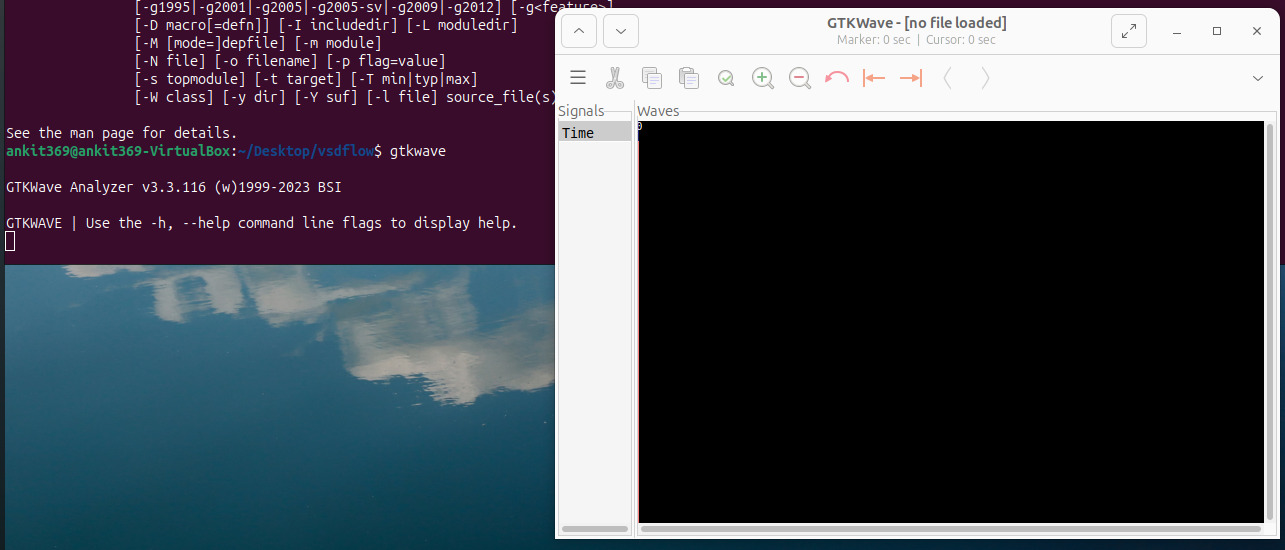 [-g1995|-g2001|-g2005|-g2005-sv|-g2009|-g2012] [-g<feature>]
[-D macro[=defn]] [-I includedir] [-L moduledir]
[-M [mode=]depfile] [-m module]
[-N file] [-o filename] [-p flag=value]
[-s topmodule] [-t target] [-T min|typ|max]
[-W class] [-y dir] [-Y suf] [-l file] source_file(s)
See the man page for details.
ankit369@ankit369-VirtualBox:~/Desktop/vsdflow$ gtkwave
GTKWave Analyzer v3.3.116 (w)1999-2023 BSI
GTKWAVE | Use the -h, --help command line flags to display help.
GTKWave - [no file loaded]
Marker: 0 sec | Cursor: 0 sec
Signals
Waves
Time
0